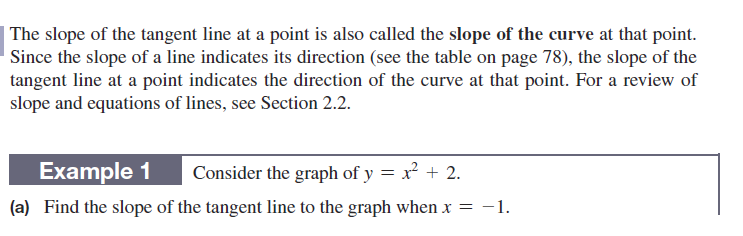 The slope of the tangent line at a point is also called the slope of the curve at that point.
Since the slope of a line indicates its direction (see the table on page 78), the slope of the
tangent line at a point indicates the direction of the curve at that point. For a review of
slope and equations of lines, see Section 2.2.
Example 1 Consider the graph of y = x² + 2.
(a) Find the slope of the tangent line to the graph when x = −1.